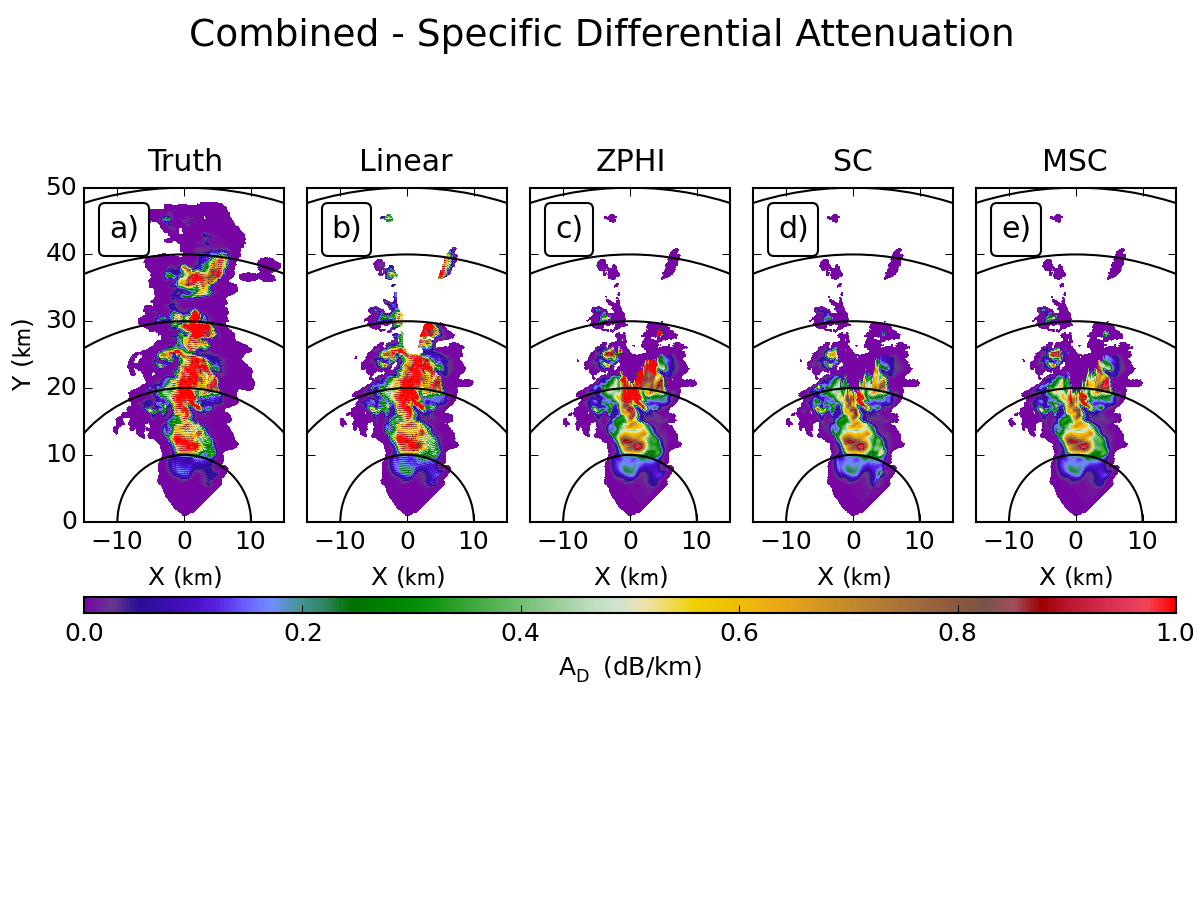 Combined - Specific Differential Attenuation
Truth Linear ZPHI SC MSC
a) b) c) d) e)
50
40
30
20
10
0
Y (km)
−10 0 10 −10 0 10 −10 0 10 −10 0 10 −10 0 10
X (km) X (km) X (km) X (km) X (km)
0.0 0.2 0.4 0.6 0.8 1.0
A_D (dB/km)